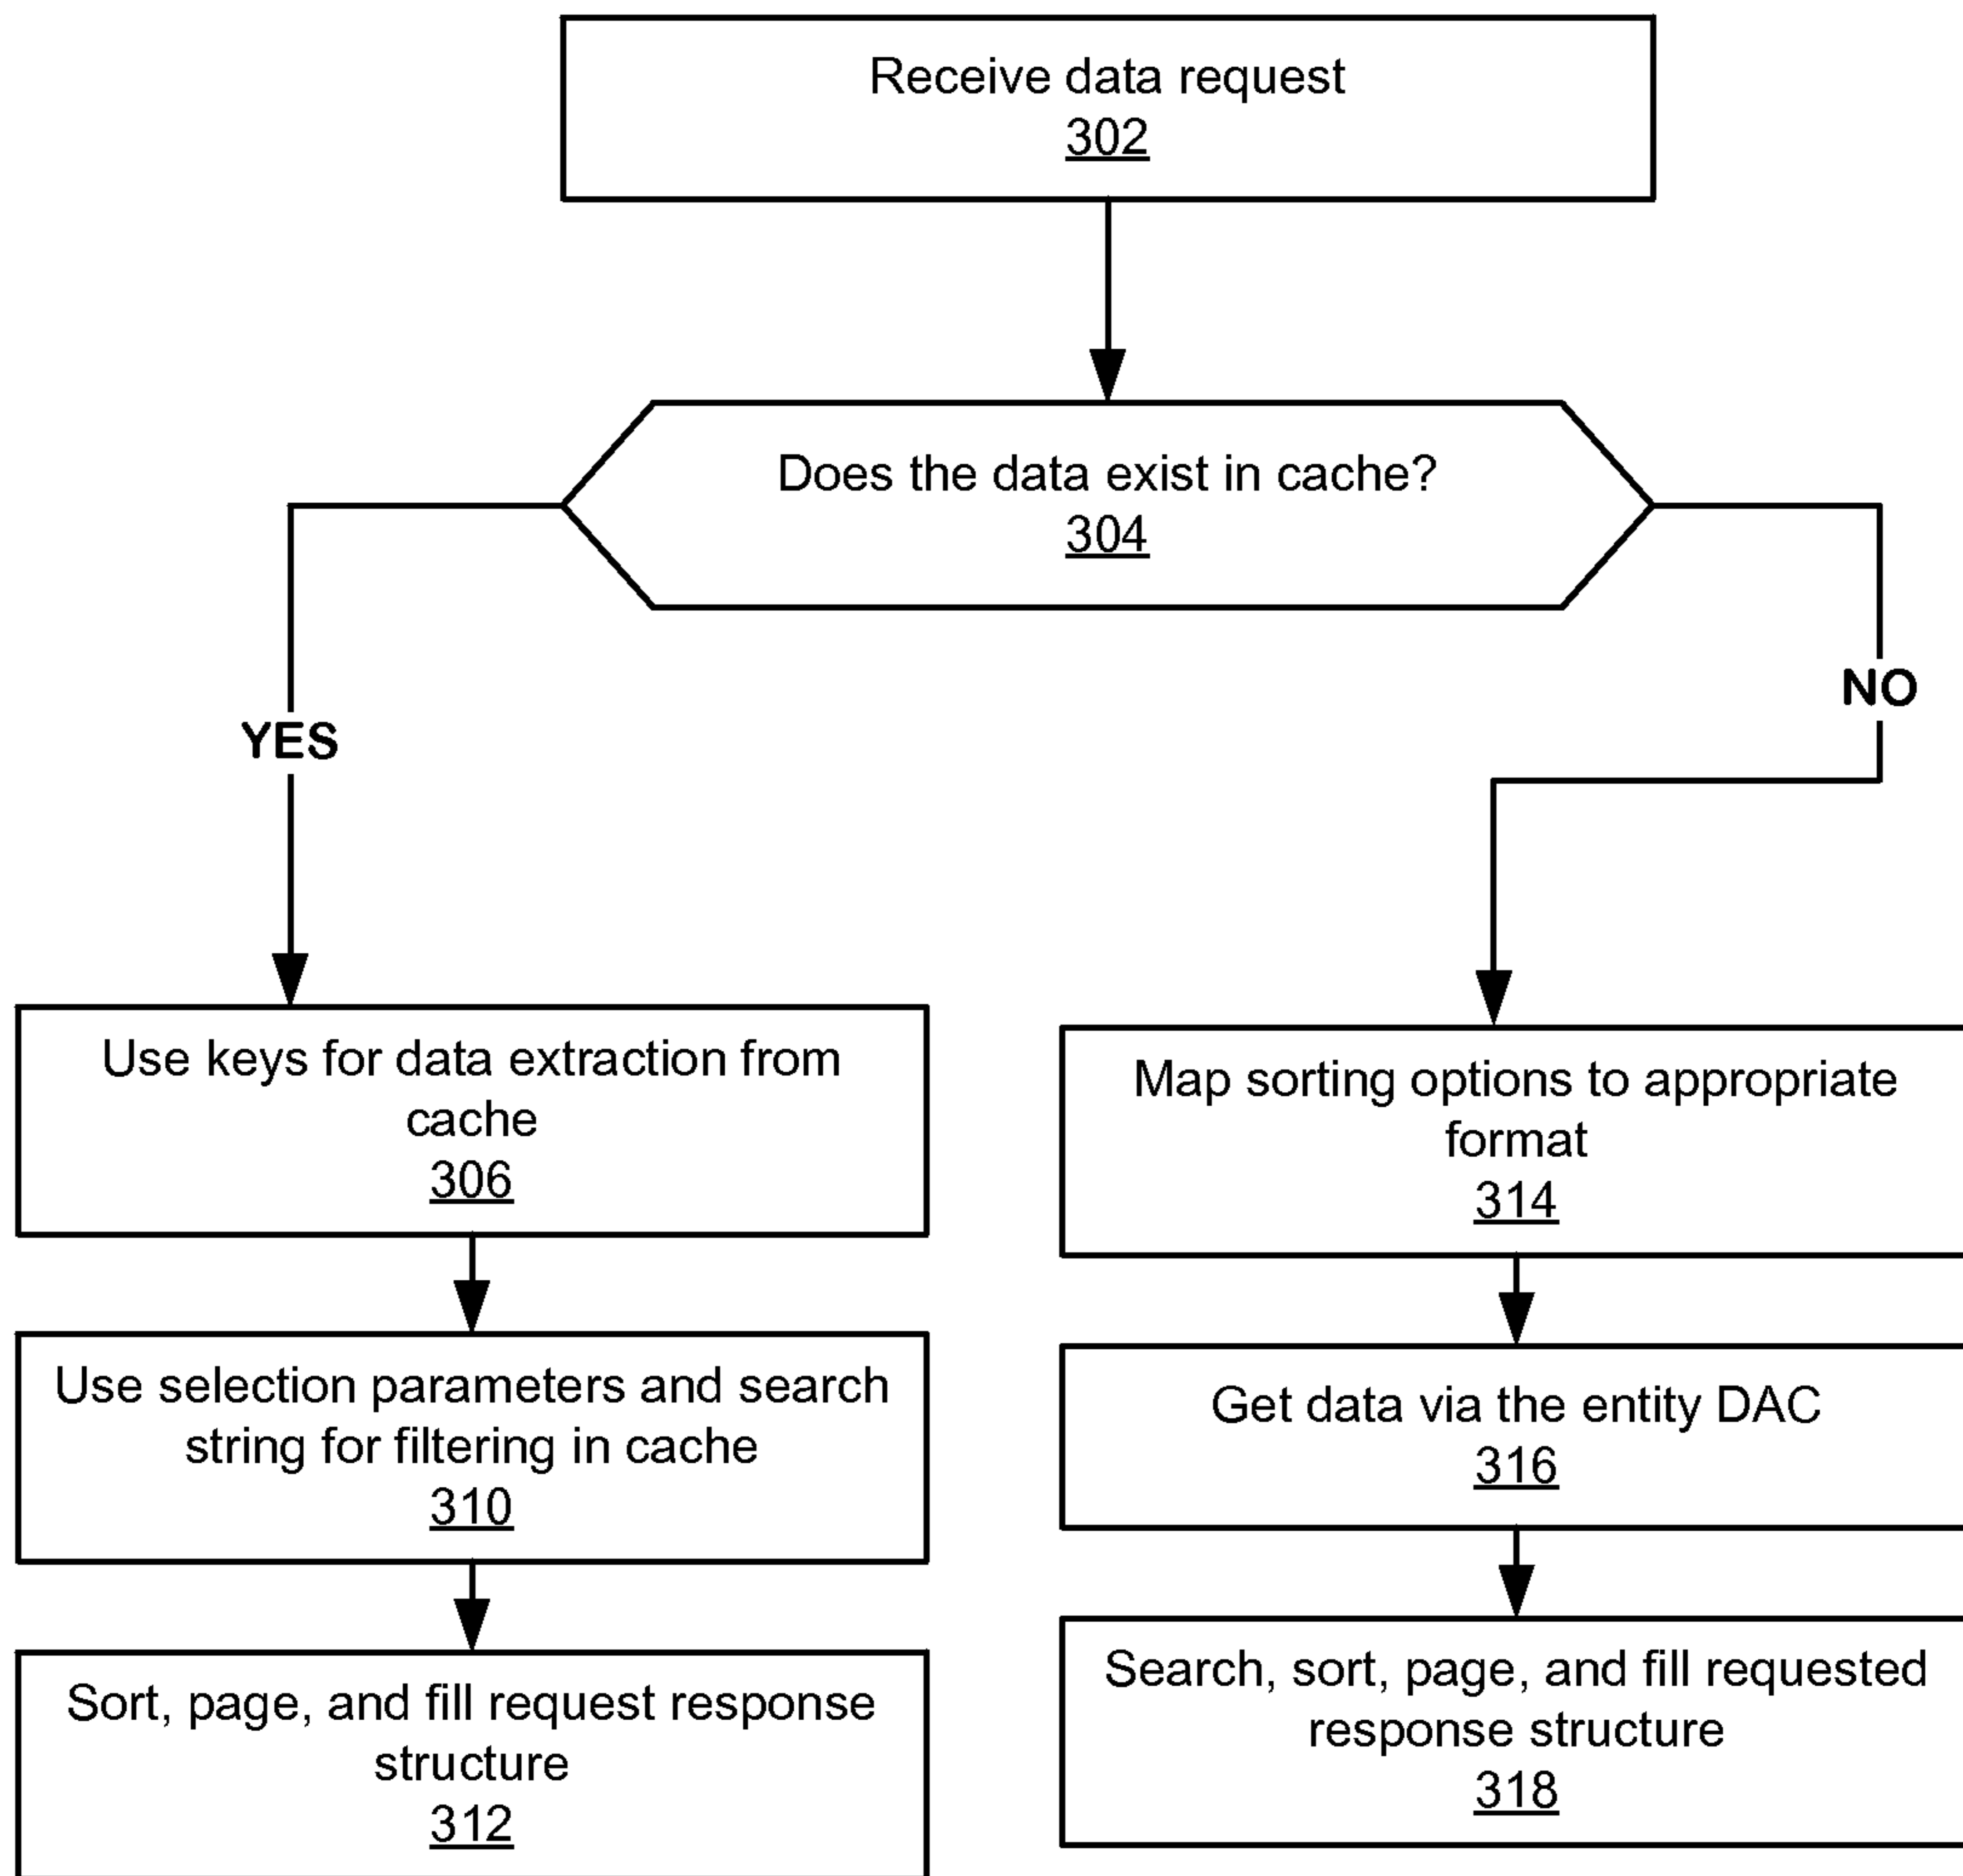 Receive data request
302
Does the data exist in cache?
304
YES
NO
Use keys for data extraction from
cache
306
Use selection parameters and search
string for filtering in cache
310
Sort, page, and fill request response
structure
312
Map sorting options to appropriate
format
314
Get data via the entity DAC
316
Search, sort, page, and fill requested
response structure
318